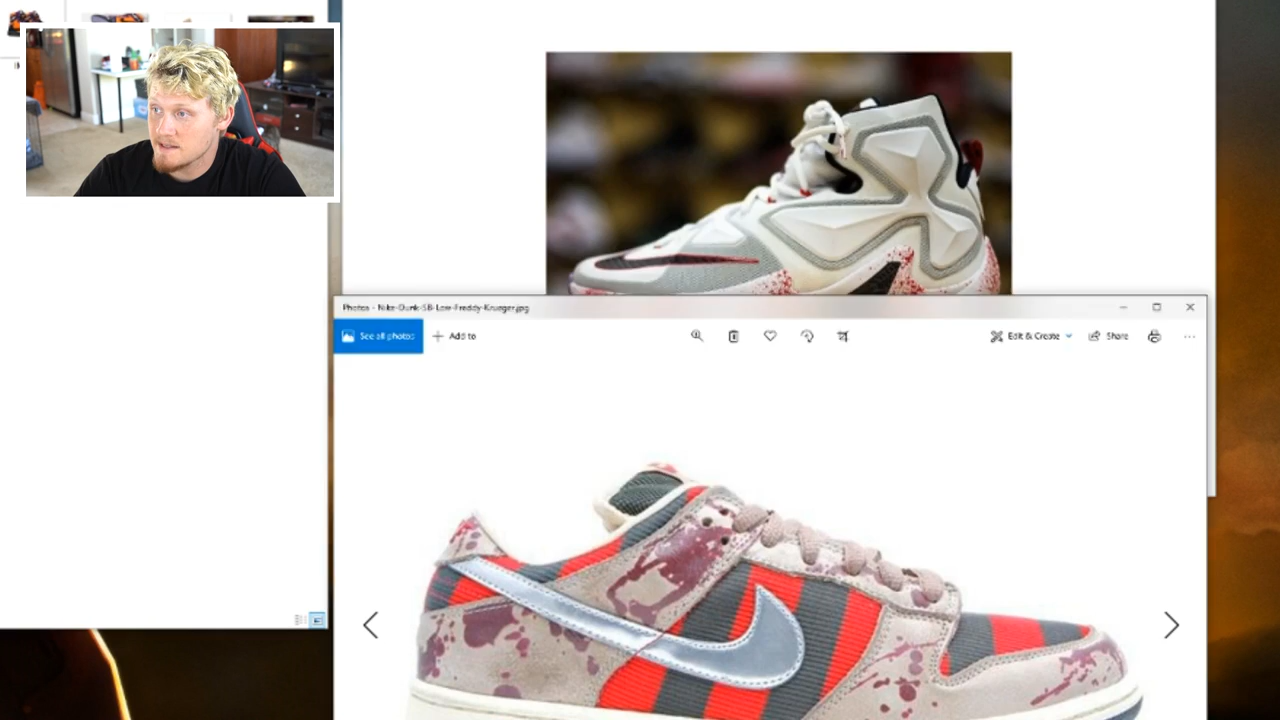 Photos - Nike-Dunk-SB-Low-Freddy-Krueger.jpg
See all photos
Add to
Edit & Create
Share